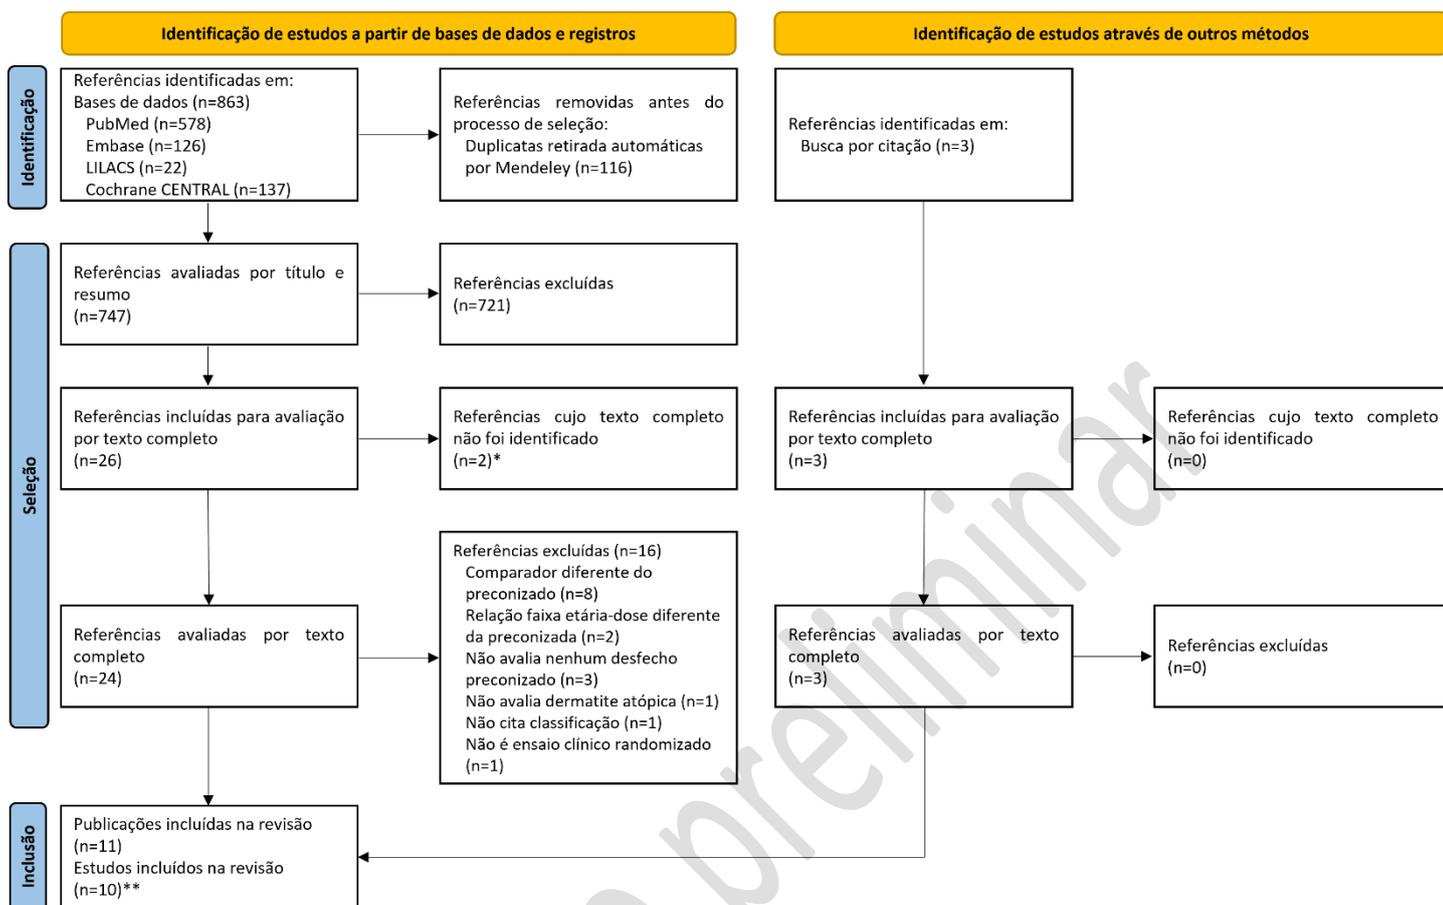 Identificação de estudos a partir de bases de dados e registros
Identificação de estudos através de outros métodos
Identificação
Referências identificadas em:
Bases de dados (n=863)
PubMed (n=578)
Embase (n=126)
LILACS (n=22)
Cochrane CENTRAL (n=137)
Referências removidas antes do
processo de seleção:
Duplicatas retirada automáticas
por Mendeley (n=116)
Referências identificadas em:
Busca por citação (n=3)
Seleção
Referências avaliadas por título e
resumo
(n=747)
Referências excluídas
(n=721)
Referências incluídas para avaliação
por texto completo
(n=26)
Referências cujo texto completo
não foi identificado
(n=2)*
Referências incluídas para avaliação
por texto completo
(n=3)
Referências cujo texto completo
não foi identificado
(n=0)
Referências avaliadas por texto
completo
(n=24)
Referências excluídas (n=16)
Comparador diferente do
preconizado (n=8)
Relação faixa etária-dose diferente
da preconizada (n=2)
Não avalia nenhum desfecho
preconizado (n=3)
Não avalia dermatite atópica (n=1)
Não cita classificação (n=1)
Não é ensaio clínico randomizado
(n=1)
Referências avaliadas por texto
completo
(n=3)
Referências excluídas
(n=0)
Inclusão
Publicações incluídas na revisão
(n=11)
Estudos incluídos na revisão
(n=10)**
preliminar